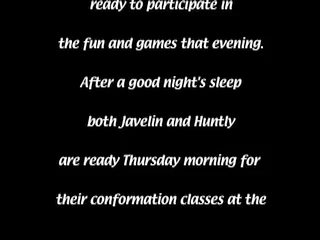 ready to participate in
the fun and games that evening.
After a good night's sleep
both Javelin and Huntly
are ready Thursday morning for
their conformation classes at the